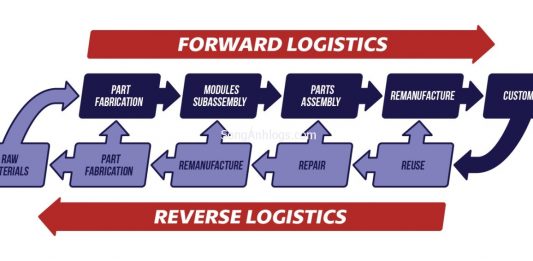 FORWARD LOGISTICS
PART
FABRICATION
MODULES
SUBASSEMBLY
PARTS
ASSEMBLY
REMANUFACTURE
CUSTOM
SongAnhlogs.com
RAW
TERIALS
PART
FABRICATION
REMANUFACTURE
REPAIR
REUSE
REVERSE LOGISTICS